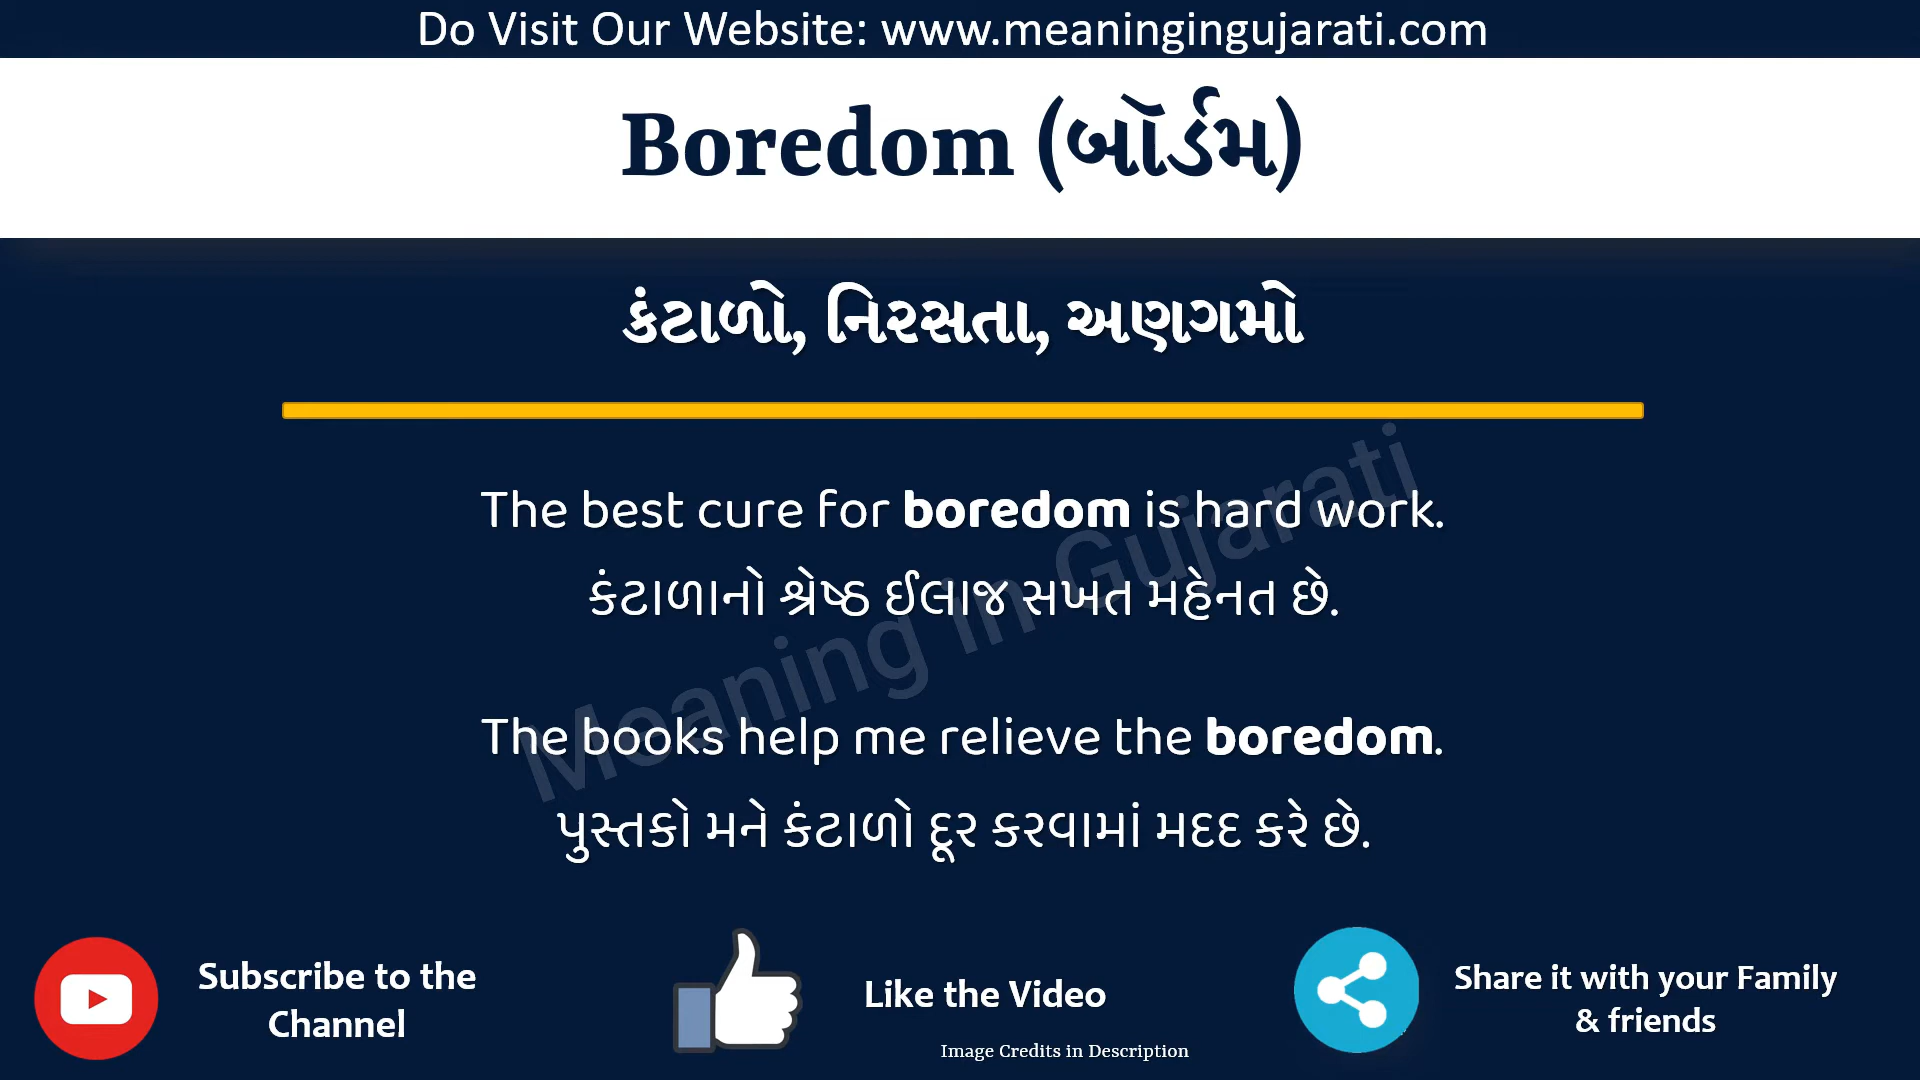 Do Visit Our Website: www.meaningingujarati.com
Boredom (બૉર્ડમ)
કંટાળો, નિરસતા, અણગમો
The best cure for boredom is hard work.
કંટાળાનો શ્રેષ્ઠ ઈલાજ સખત મહેનત છે.
Meaning in Gujarati
The books help me relieve the boredom.
પુસ્તકો મને કંટાળો દૂર કરવામાં મદદ કરે છે.
Subscribe to the
Channel
Like the Video
Share it with your Family
& friends
Image Credits in Description